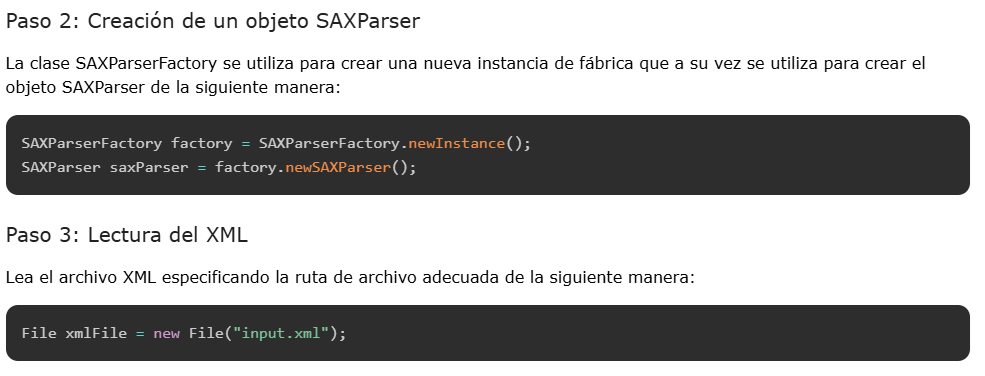 Paso 2: Creación de un objeto SAXParser
La clase SAXParserFactory se utiliza para crear una nueva instancia de fábrica que a su vez se utiliza para crear el
objeto SAXParser de la siguiente manera:
SAXParserFactory factory = SAXParserFactory.newInstance();
SAXParser saxParser = factory.newSAXParser();
Paso 3: Lectura del XML
Lea el archivo XML especificando la ruta de archivo adecuada de la siguiente manera:
File xmlFile = new File("input.xml");